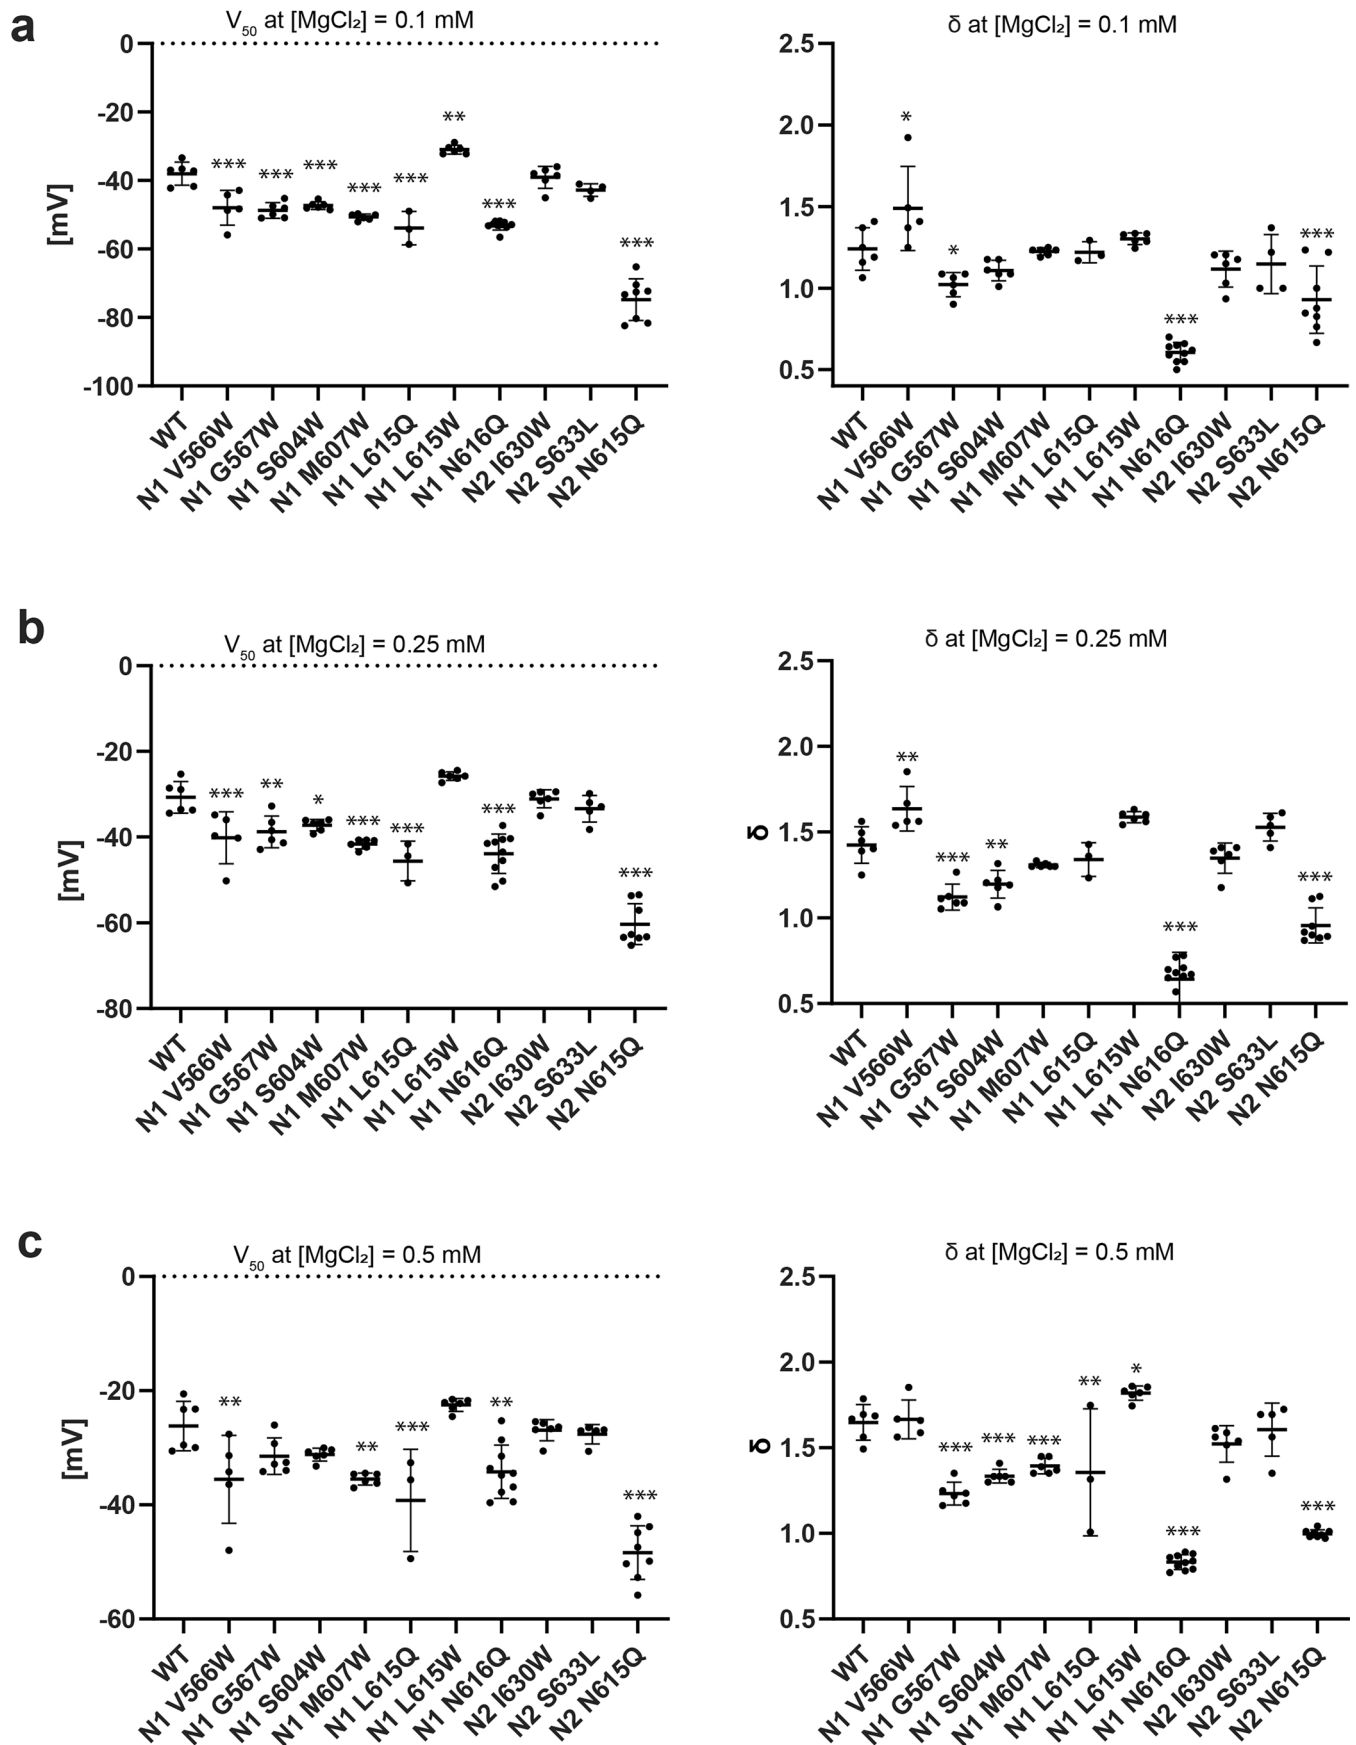 a
V₅₀ at [MgCl₂] = 0.1 mM
δ at [MgCl₂] = 0.1 mM
[mV]
0
-20
-40
-60
-80
-100
** 
*** *** *** *** *** *** ***
WT N1 V566W N1 G567W N1 S604W N1 M607W N1 L615Q N1 L615W N1 N616Q N2 I630W N2 S633L N2 N615Q
2.5
2.0
1.5
1.0
0.5
* * *** ***
WT N1 V566W N1 G567W N1 S604W N1 M607W N1 L615Q N1 L615W N1 N616Q N2 I630W N2 S633L N2 N615Q
b
V₅₀ at [MgCl₂] = 0.25 mM
δ at [MgCl₂] = 0.25 mM
[mV]
0
-20
-40
-60
-80
*** ** * *** *** *** ***
WT N1 V566W N1 G567W N1 S604W N1 M607W N1 L615Q N1 L615W N1 N616Q N2 I630W N2 S633L N2 N615Q
δ
2.5
2.0
1.5
1.0
0.5
** *** ** *** ***
WT N1 V566W N1 G567W N1 S604W N1 M607W N1 L615Q N1 L615W N1 N616Q N2 I630W N2 S633L N2 N615Q
c
V₅₀ at [MgCl₂] = 0.5 mM
δ at [MgCl₂] = 0.5 mM
[mV]
0
-20
-40
-60
** ** *** ** ***
WT N1 V566W N1 G567W N1 S604W N1 M607W N1 L615Q N1 L615W N1 N616Q N2 I630W N2 S633L N2 N615Q
δ
2.5
2.0
1.5
1.0
0.5
*** *** *** ** * *** ***
WT N1 V566W N1 G567W N1 S604W N1 M607W N1 L615Q N1 L615W N1 N616Q N2 I630W N2 S633L N2 N615Q